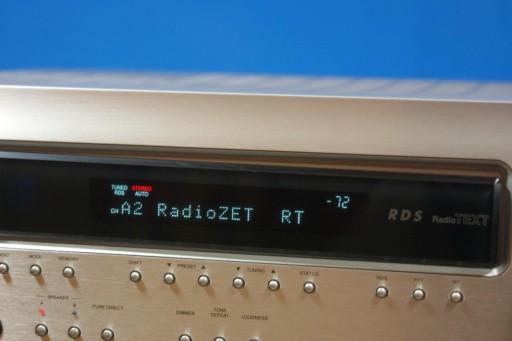 TUNED STEREO
RDS AUTO
-72
CH A2 RadioZET RT
RDS RadioTEXT
MODE MEMORY SHIFT ▼ PRESET ▲ ▼ TUNING ▲ STATUS
RDS PTY RT
SPEAKER
A B
PURE DIRECT DIMMER TONE DEFEAT LOUDNESS